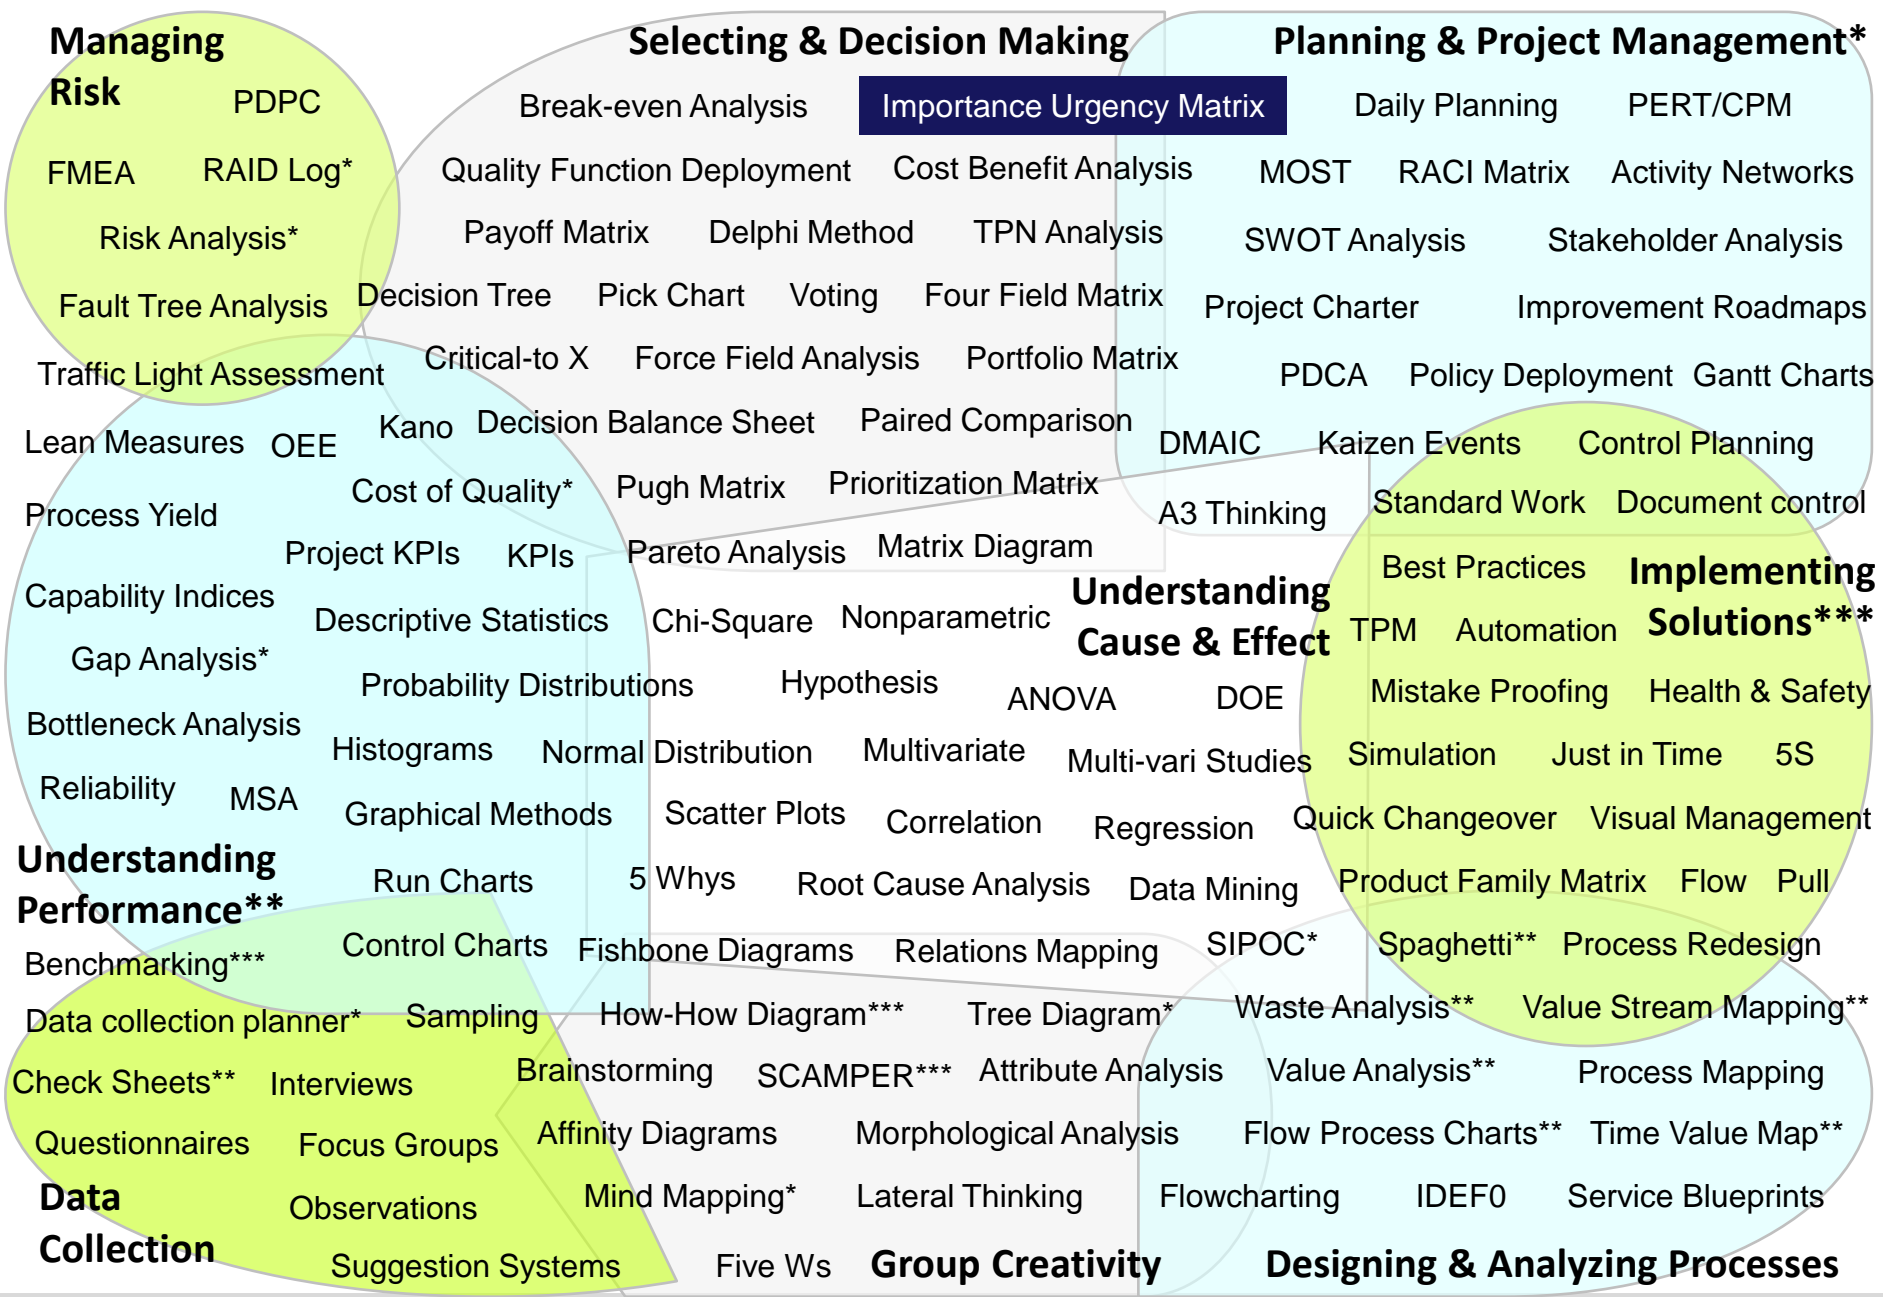 Managing
Risk
Selecting & Decision Making
Planning & Project Management*
PDPC
Break-even Analysis
Importance Urgency Matrix
Daily Planning
PERT/CPM
FMEA
RAID Log*
Quality Function Deployment
Cost Benefit Analysis
MOST
RACI Matrix
Activity Networks
Risk Analysis*
Payoff Matrix
Delphi Method
TPN Analysis
SWOT Analysis
Stakeholder Analysis
Fault Tree Analysis
Decision Tree
Pick Chart
Voting
Four Field Matrix
Project Charter
Improvement Roadmaps
Traffic Light Assessment
Critical-to X
Force Field Analysis
Portfolio Matrix
PDCA
Policy Deployment
Gantt Charts
Lean Measures
OEE
Kano
Decision Balance Sheet
Paired Comparison
DMAIC
Kaizen Events
Control Planning
Cost of Quality*
Pugh Matrix
Prioritization Matrix
A3 Thinking
Standard Work
Document control
Process Yield
Project KPIs
KPIs
Pareto Analysis
Matrix Diagram
Best Practices
Implementing
Solutions***
Understanding
Cause & Effect
Capability Indices
Descriptive Statistics
Chi-Square
Nonparametric
TPM
Automation
Gap Analysis*
Probability Distributions
Hypothesis
ANOVA
DOE
Mistake Proofing
Health & Safety
Bottleneck Analysis
Histograms
Normal Distribution
Multivariate
Multi-vari Studies
Simulation
Just in Time
5S
Reliability
MSA
Graphical Methods
Scatter Plots
Correlation
Regression
Quick Changeover
Visual Management
Understanding
Performance**
Run Charts
5 Whys
Root Cause Analysis
Data Mining
Product Family Matrix
Flow
Pull
Benchmarking***
Control Charts
Fishbone Diagrams
Relations Mapping
SIPOC*
Spaghetti**
Process Redesign
Data collection planner*
Sampling
How-How Diagram***
Tree Diagram*
Waste Analysis**
Value Stream Mapping**
Check Sheets**
Interviews
Brainstorming
SCAMPER***
Attribute Analysis
Value Analysis**
Process Mapping
Questionnaires
Focus Groups
Affinity Diagrams
Morphological Analysis
Flow Process Charts**
Time Value Map**
Data
Collection
Observations
Mind Mapping*
Lateral Thinking
Flowcharting
IDEF0
Service Blueprints
Suggestion Systems
Five Ws
Group Creativity
Designing & Analyzing Processes